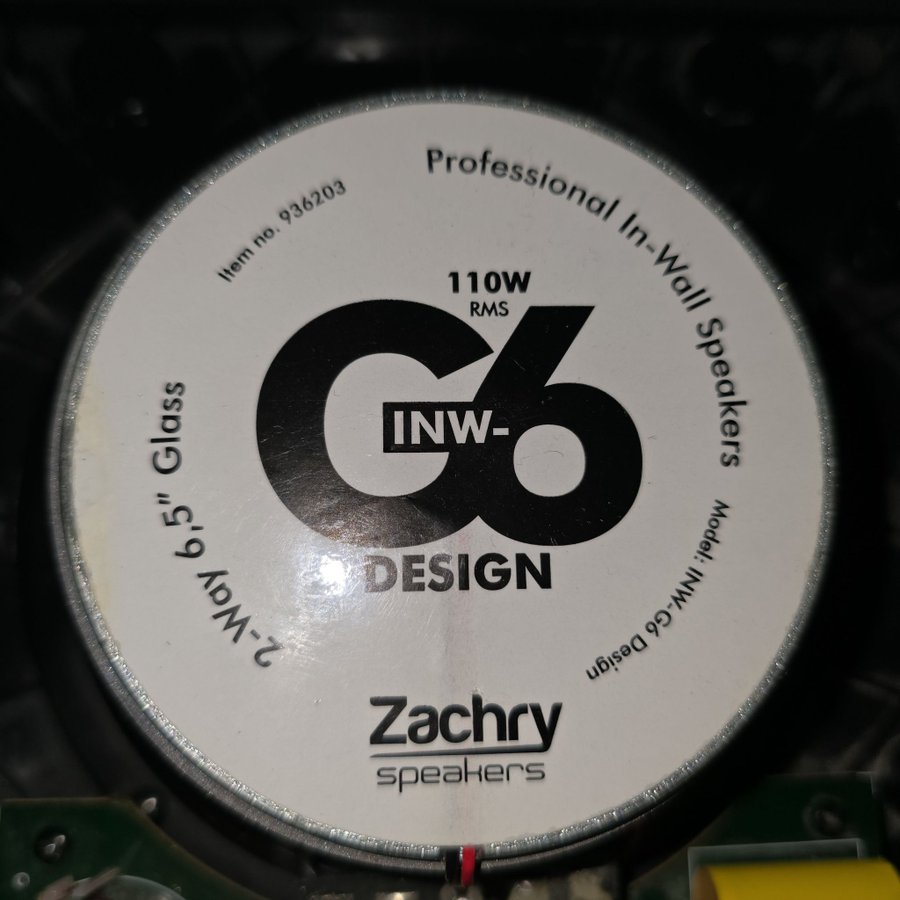 Item no. 936203
Professional In-Wall Speakers
110W
RMS
G6
INW-
DESIGN
2-Way 6,5" Glass
Model: INW-G6 Design
Zachry
speakers